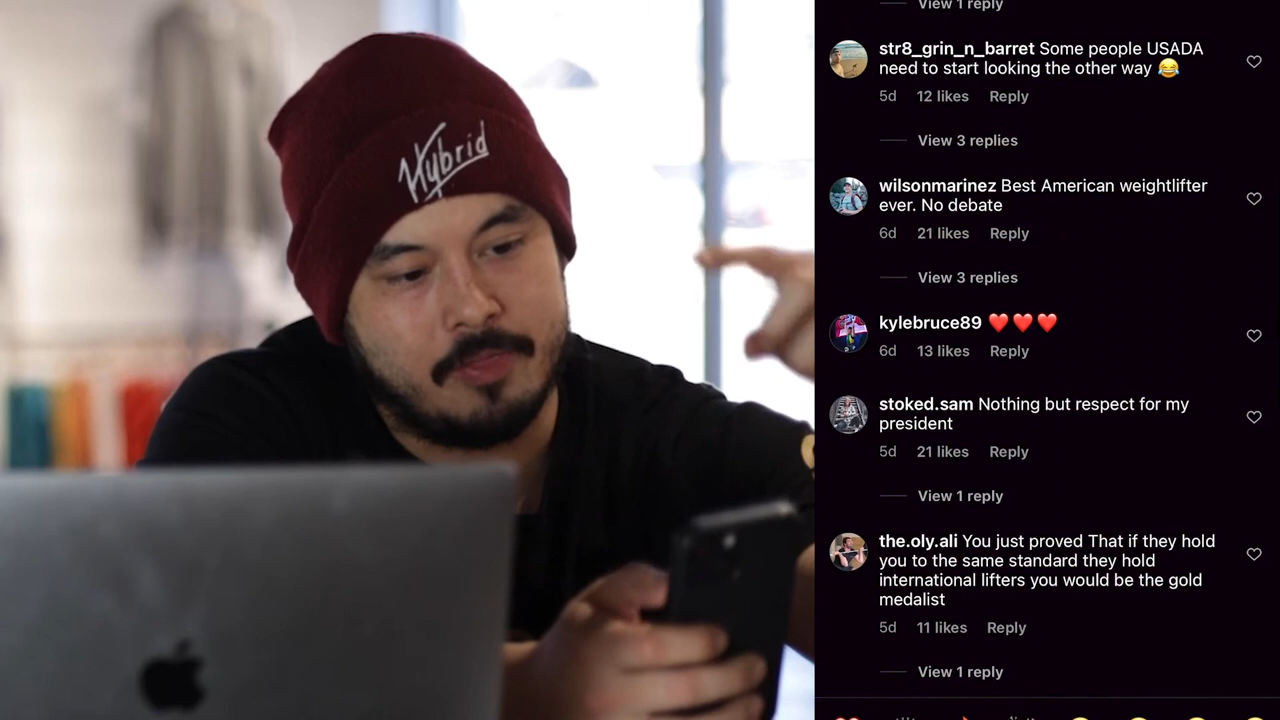 Hybrid
View 1 reply
str8_grin_n_barret Some people USADA
need to start looking the other way 😂
5d 12 likes Reply
View 3 replies
wilsonmarinez Best American weightlifter
ever. No debate
6d 21 likes Reply
View 3 replies
kylebruce89 ❤️❤️❤️
6d 13 likes Reply
stoked.sam Nothing but respect for my
president
5d 21 likes Reply
View 1 reply
the.oly.ali You just proved That if they hold
you to the same standard they hold
international lifters you would be the gold
medalist
5d 11 likes Reply
View 1 reply